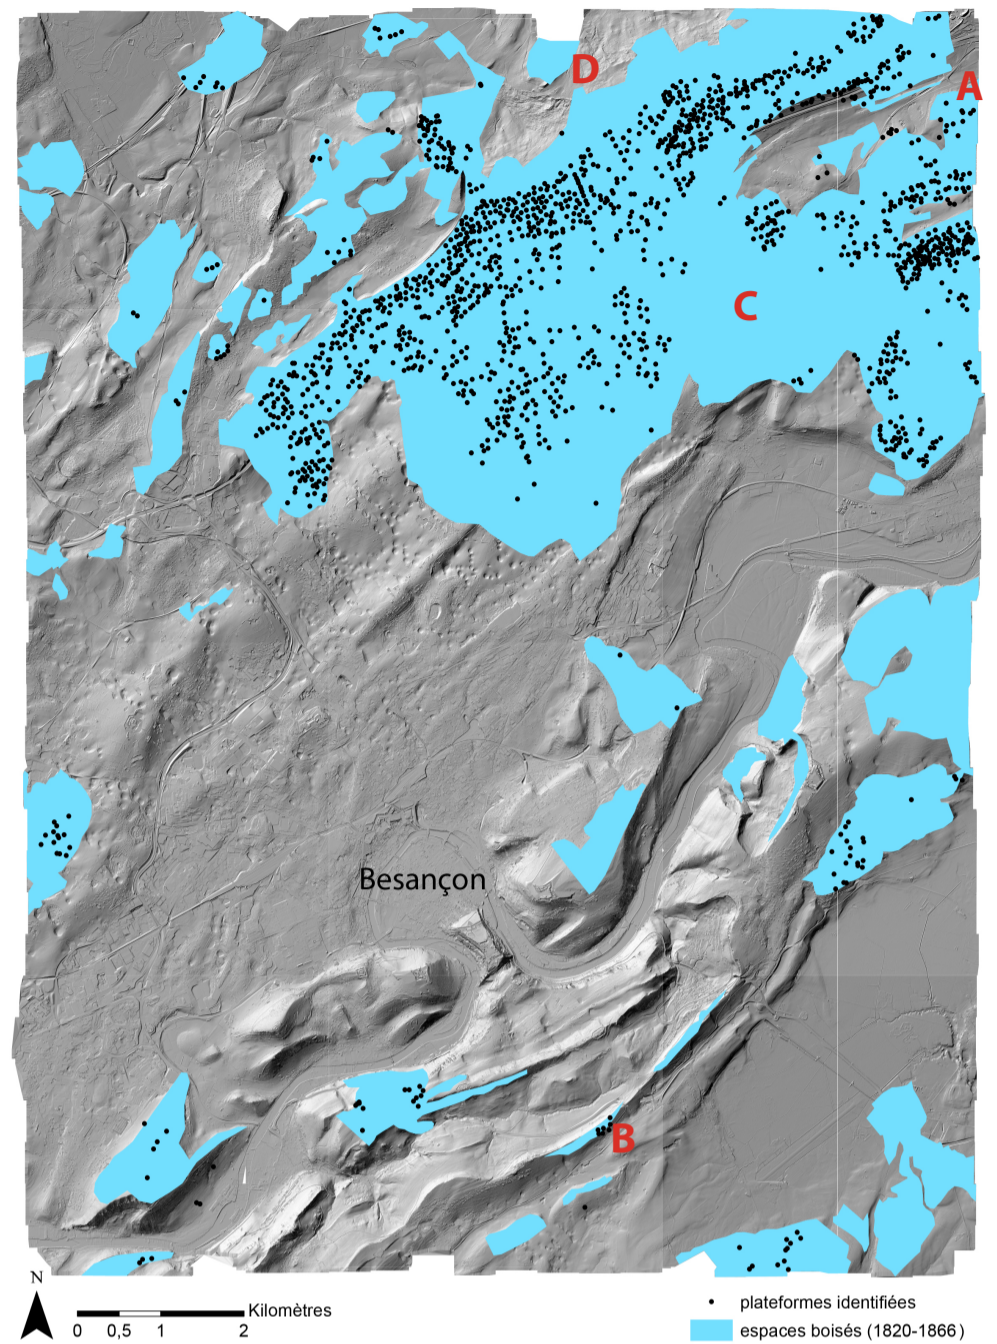 D
A
C
Besançon
B
N
Kilomètres
0 0,5 1 2
plateformes identifiées
espaces boisés (1820-1866)